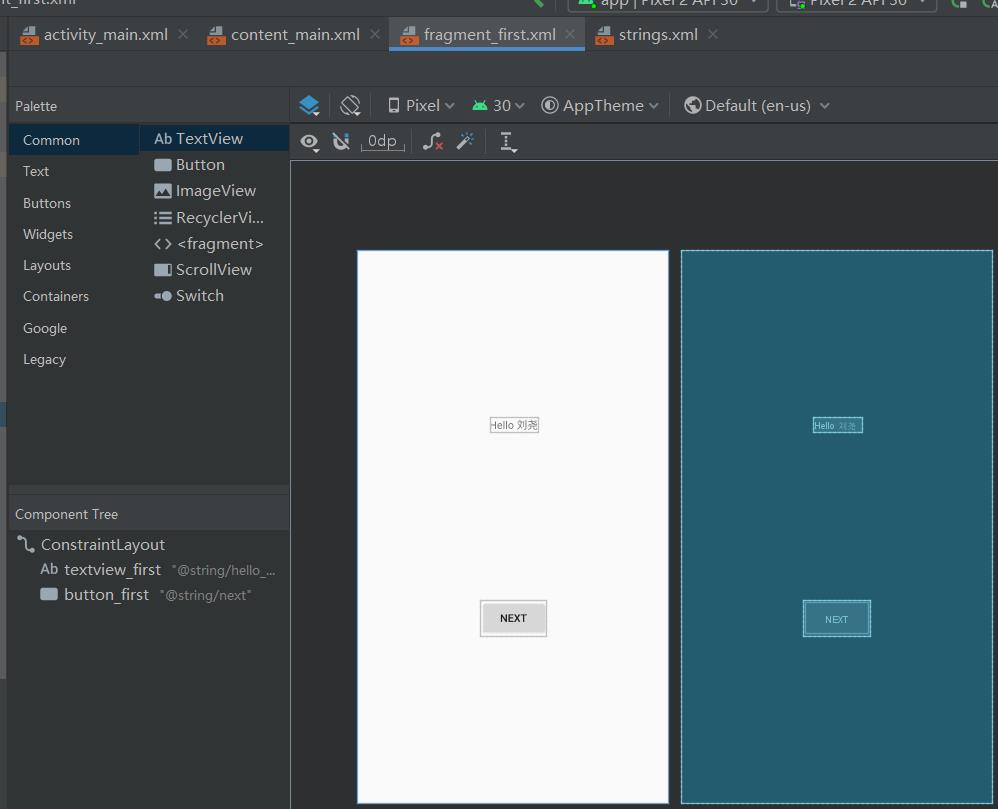 t_first.xml app | Pixel 2 API 30 Pixel 2 API 30
activity_main.xml content_main.xml fragment_first.xml strings.xml
Palette Pixel 30 AppTheme Default (en-us)
Common Ab TextView 0dp
Text Button
Buttons ImageView
Widgets RecyclerVi...
Layouts <fragment>
Containers ScrollView
Google Switch
Legacy
Hello 刘尧 Hello 刘尧
Component Tree
ConstraintLayout
Ab textview_first "@string/hello_...
button_first "@string/next"
NEXT NEXT